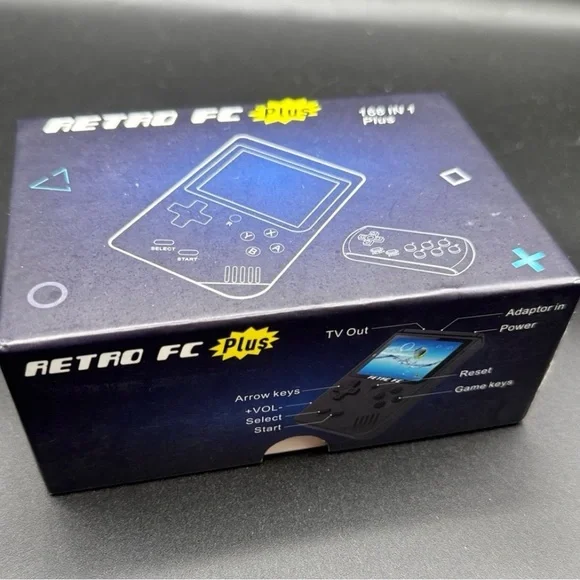 RETRO FC Plus
168 IN 1
Plus
R
Y
X
B
A
SELECT
START
RETRO FC Plus
TV Out
Adaptor in
Power
Reset
Game keys
Arrow keys
+VOL-
Select
Start